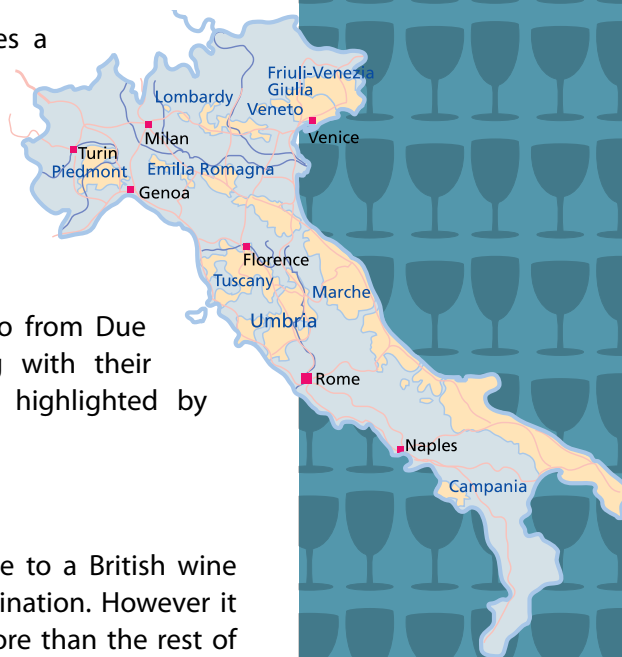 es a
Friuli-Venezia
Giulia
Lombardy
Veneto
Milan
Venice
Turin
Piedmont
Emilia Romagna
Genoa
Florence
Tuscany
Marche
Umbria
o from Due
with their
highlighted by
Rome
Naples
Campania
e to a British wine
ination. However it
ore than the rest of